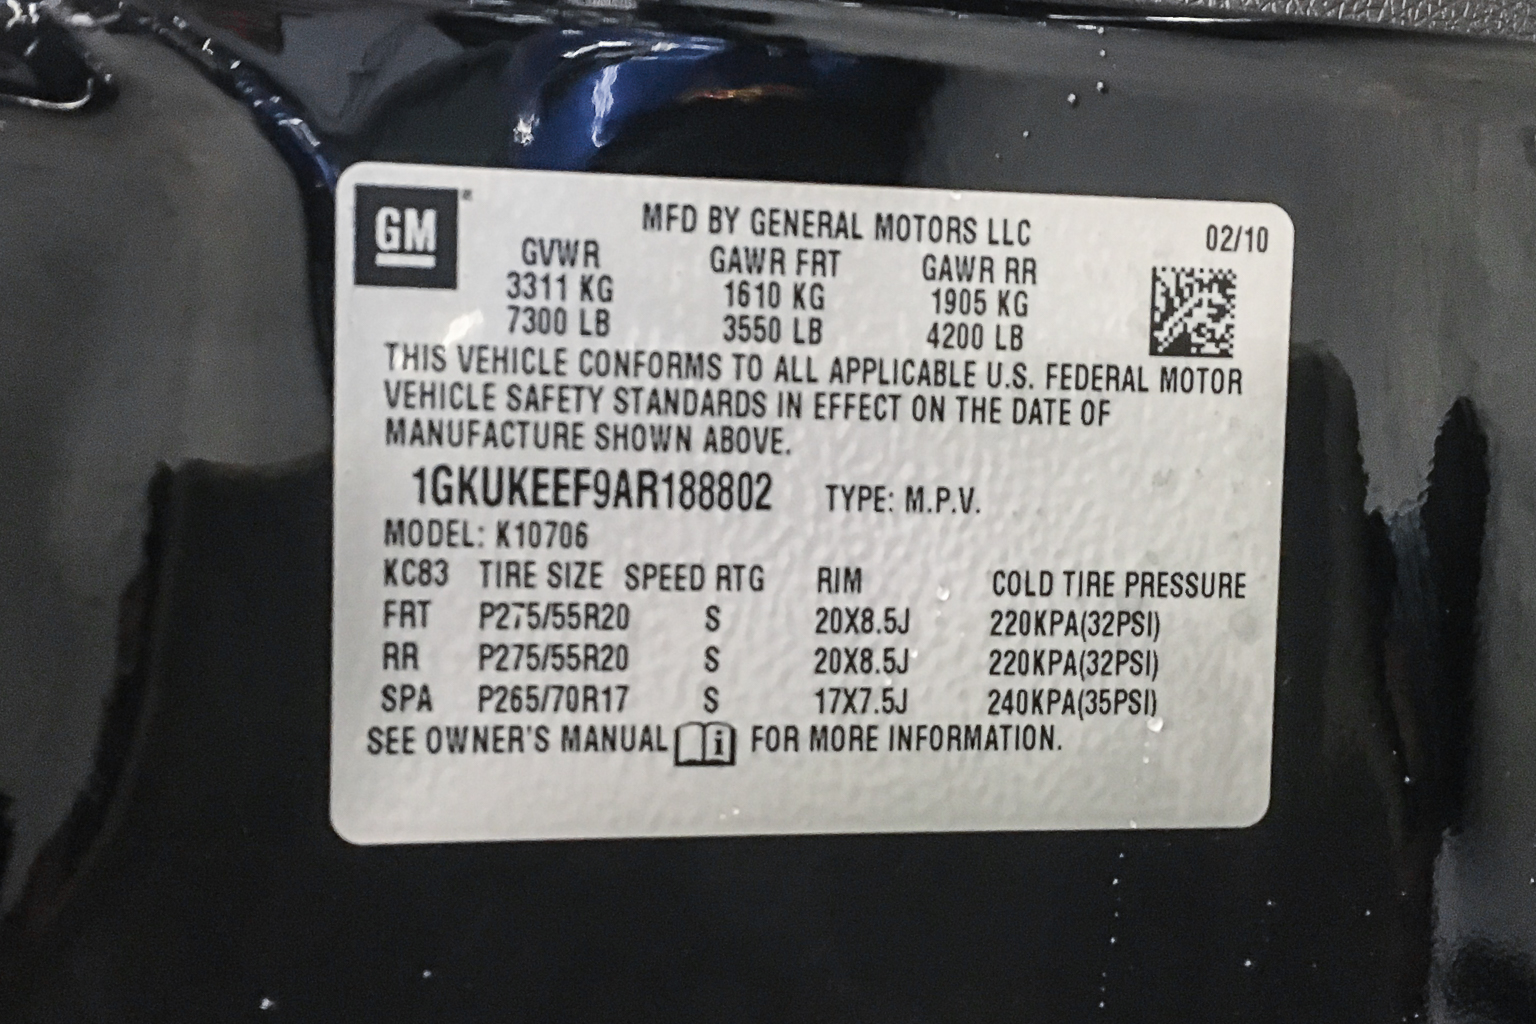 GM
MFD BY GENERAL MOTORS LLC 02/10
GVWR GAWR FRT GAWR RR
3311 KG 1610 KG 1905 KG
7300 LB 3550 LB 4200 LB
THIS VEHICLE CONFORMS TO ALL APPLICABLE U.S. FEDERAL MOTOR
VEHICLE SAFETY STANDARDS IN EFFECT ON THE DATE OF
MANUFACTURE SHOWN ABOVE.
1GKUKEEF9AR188802 TYPE: M.P.V.
MODEL: K10706
KC83 TIRE SIZE SPEED RTG RIM COLD TIRE PRESSURE
FRT P275/55R20 S 20X8.5J 220KPA(32PSI)
RR P275/55R20 S 20X8.5J 220KPA(32PSI)
SPA P265/70R17 S 17X7.5J 240KPA(35PSI)
SEE OWNER'S MANUAL i FOR MORE INFORMATION.